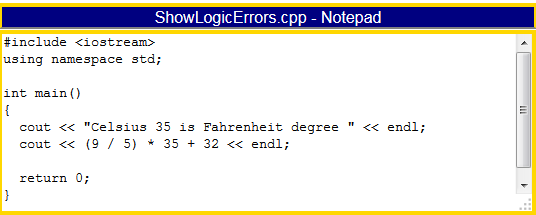 ShowLogicErrors.cpp - Notepad
#include <iostream>
using namespace std;
int main()
{
cout << "Celsius 35 is Fahrenheit degree " << endl;
cout << (9 / 5) * 35 + 32 << endl;
return 0;
}